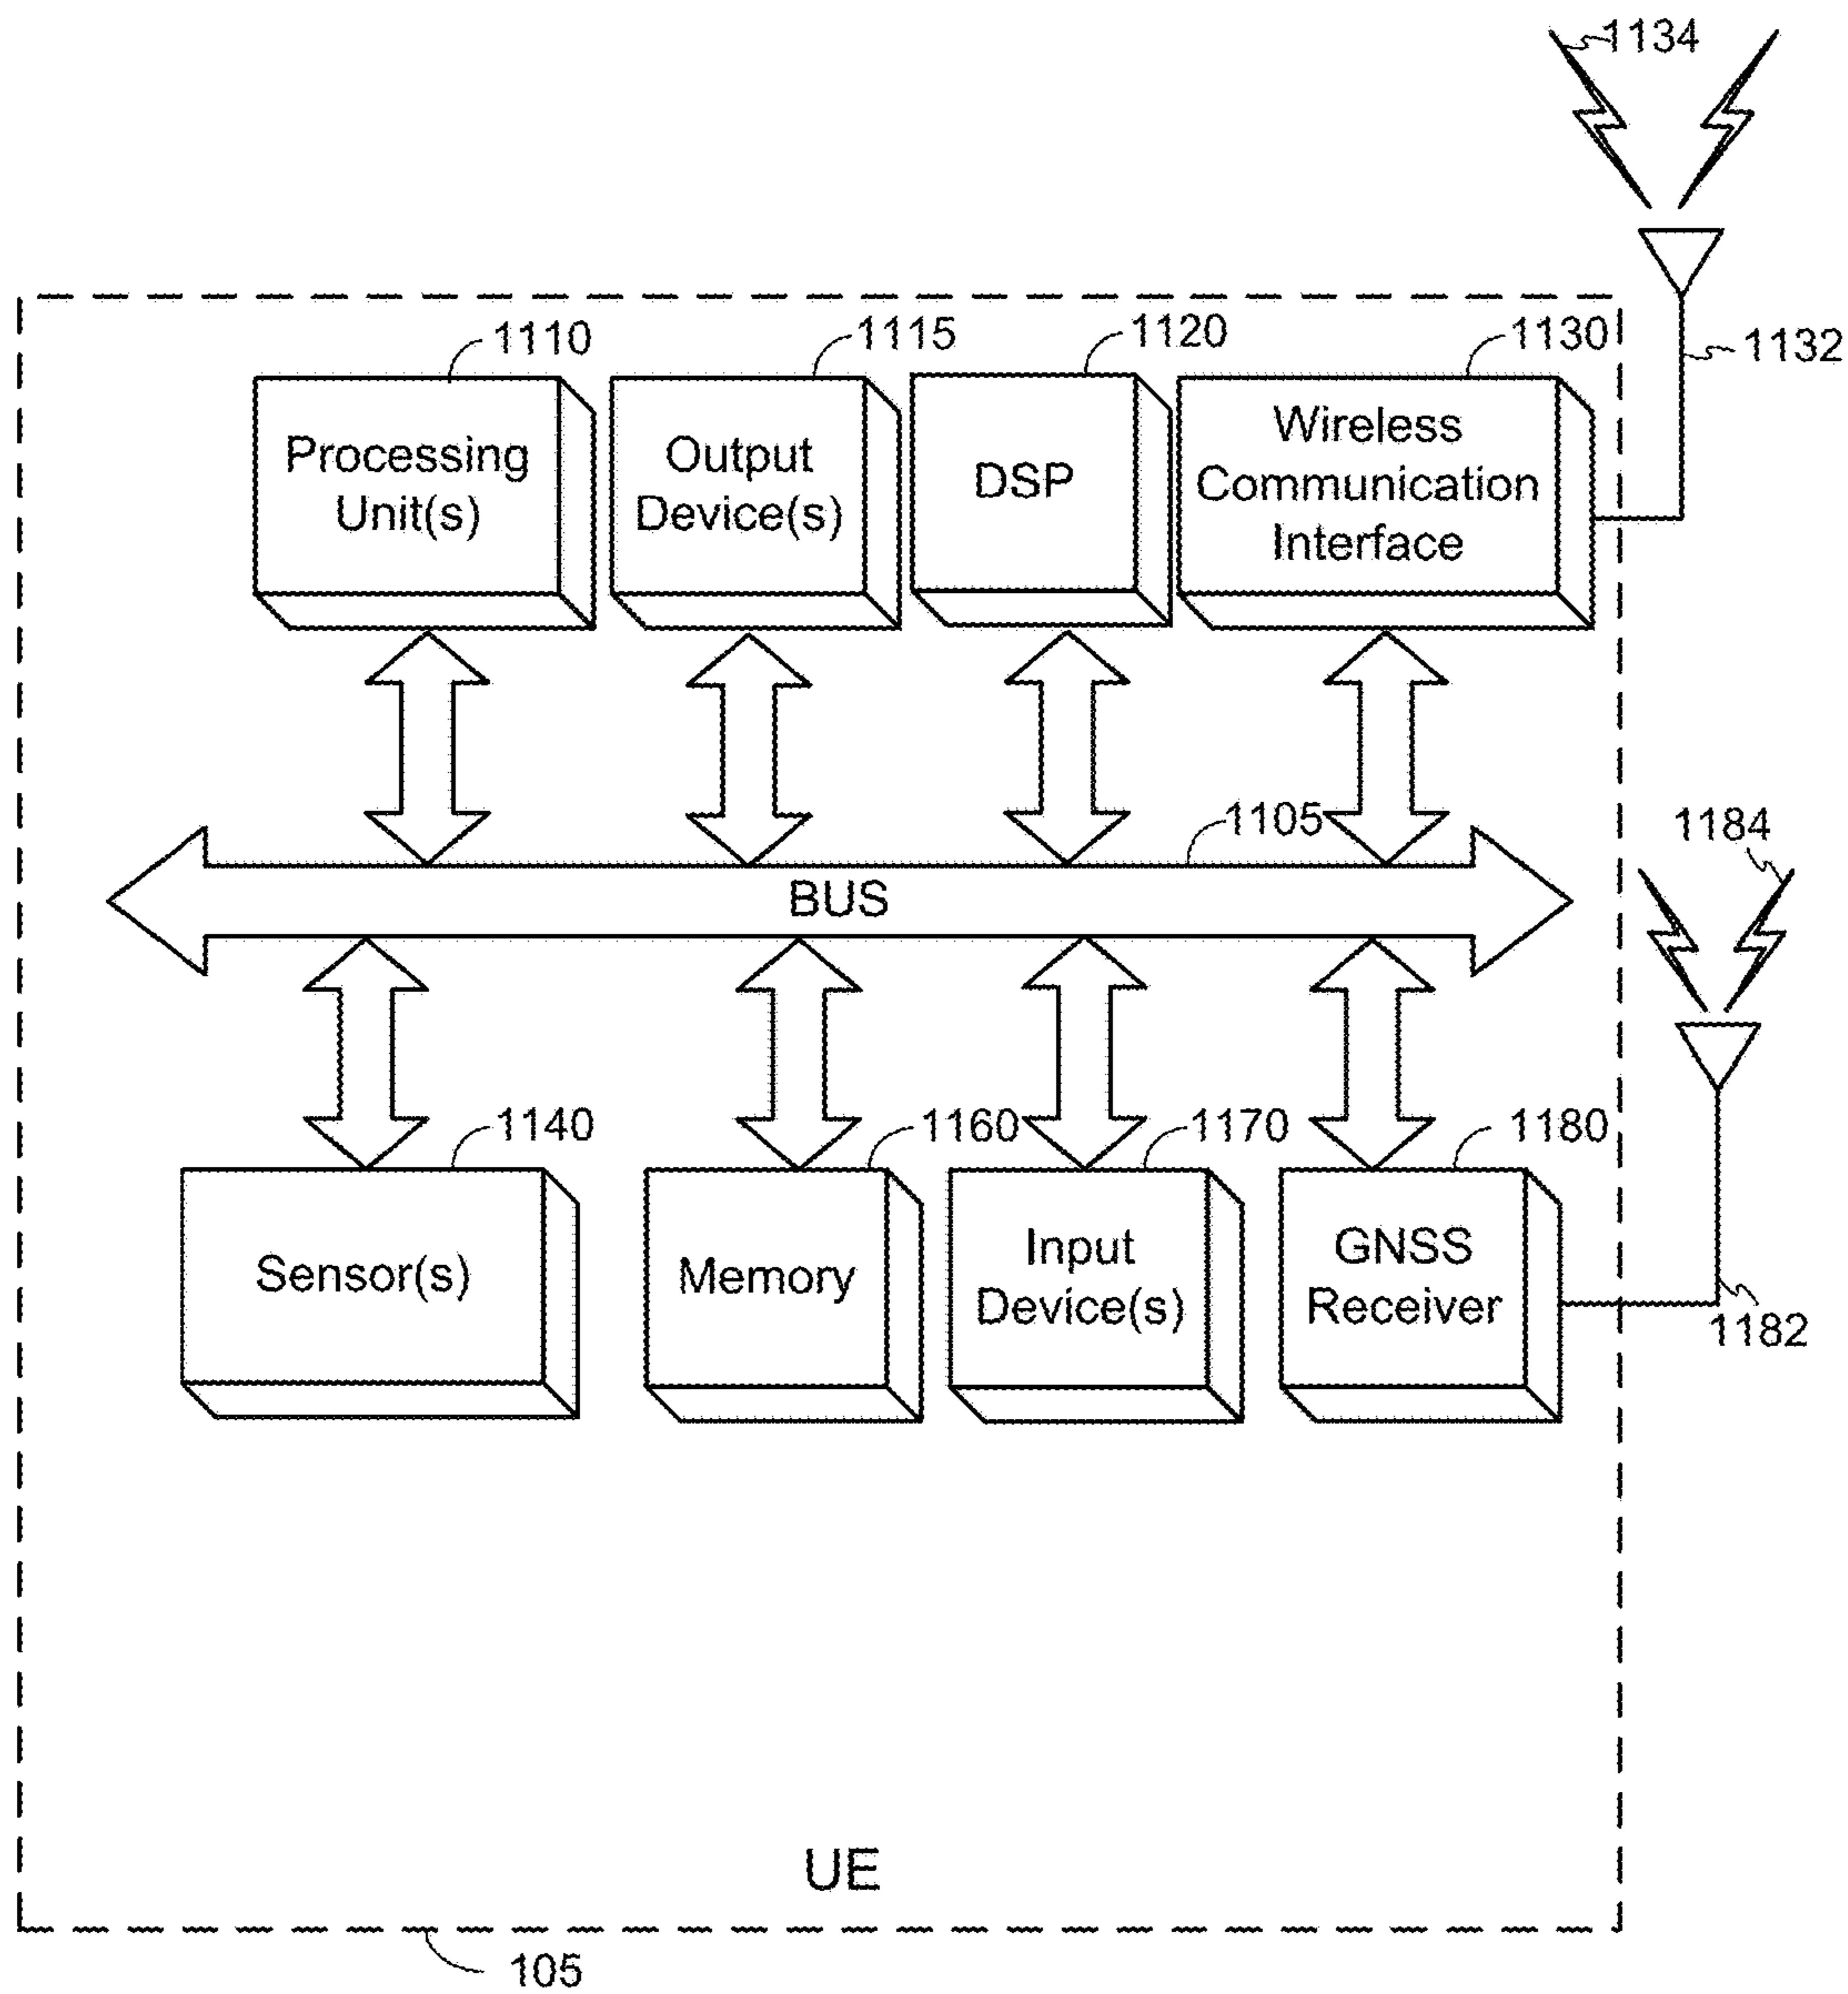 1134
1132
1110
1115
1120
1130
Processing
Unit(s)
Output
Device(s)
DSP
Wireless
Communication
Interface
1105
BUS
1184
1140
1160
1170
1180
Sensor(s)
Memory
Input
Device(s)
GNSS
Receiver
1182
UE
105